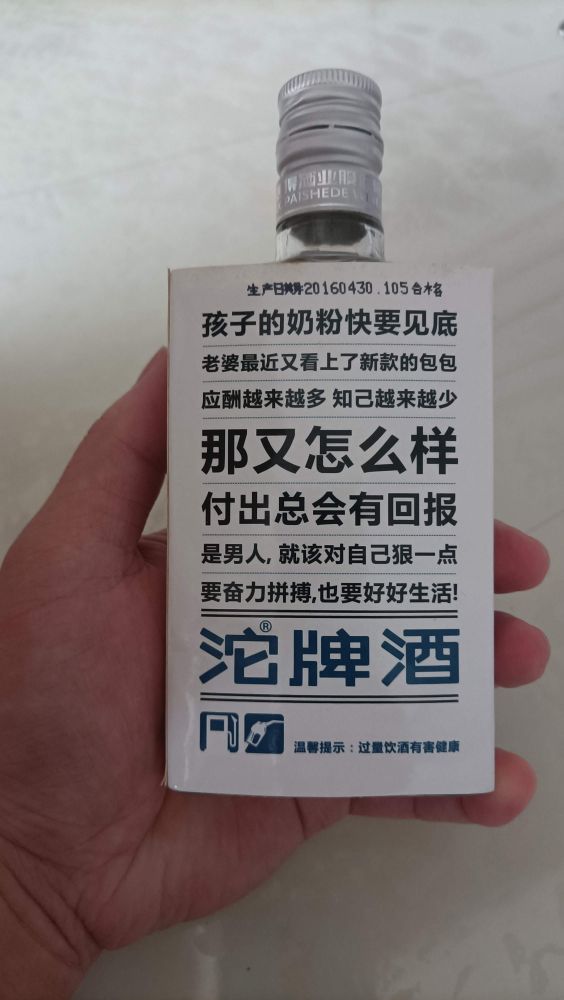 PAISHEDE
生产日期20160430.105合格
孩子的奶粉快要见底
老婆最近又看上了新款的包包
应酬越来越多 知己越来越少
那又怎么样
付出总会有回报
是男人, 就该对自己狠一点
要奋力拼搏,也要好好生活!
沱牌酒®
温馨提示：过量饮酒有害健康